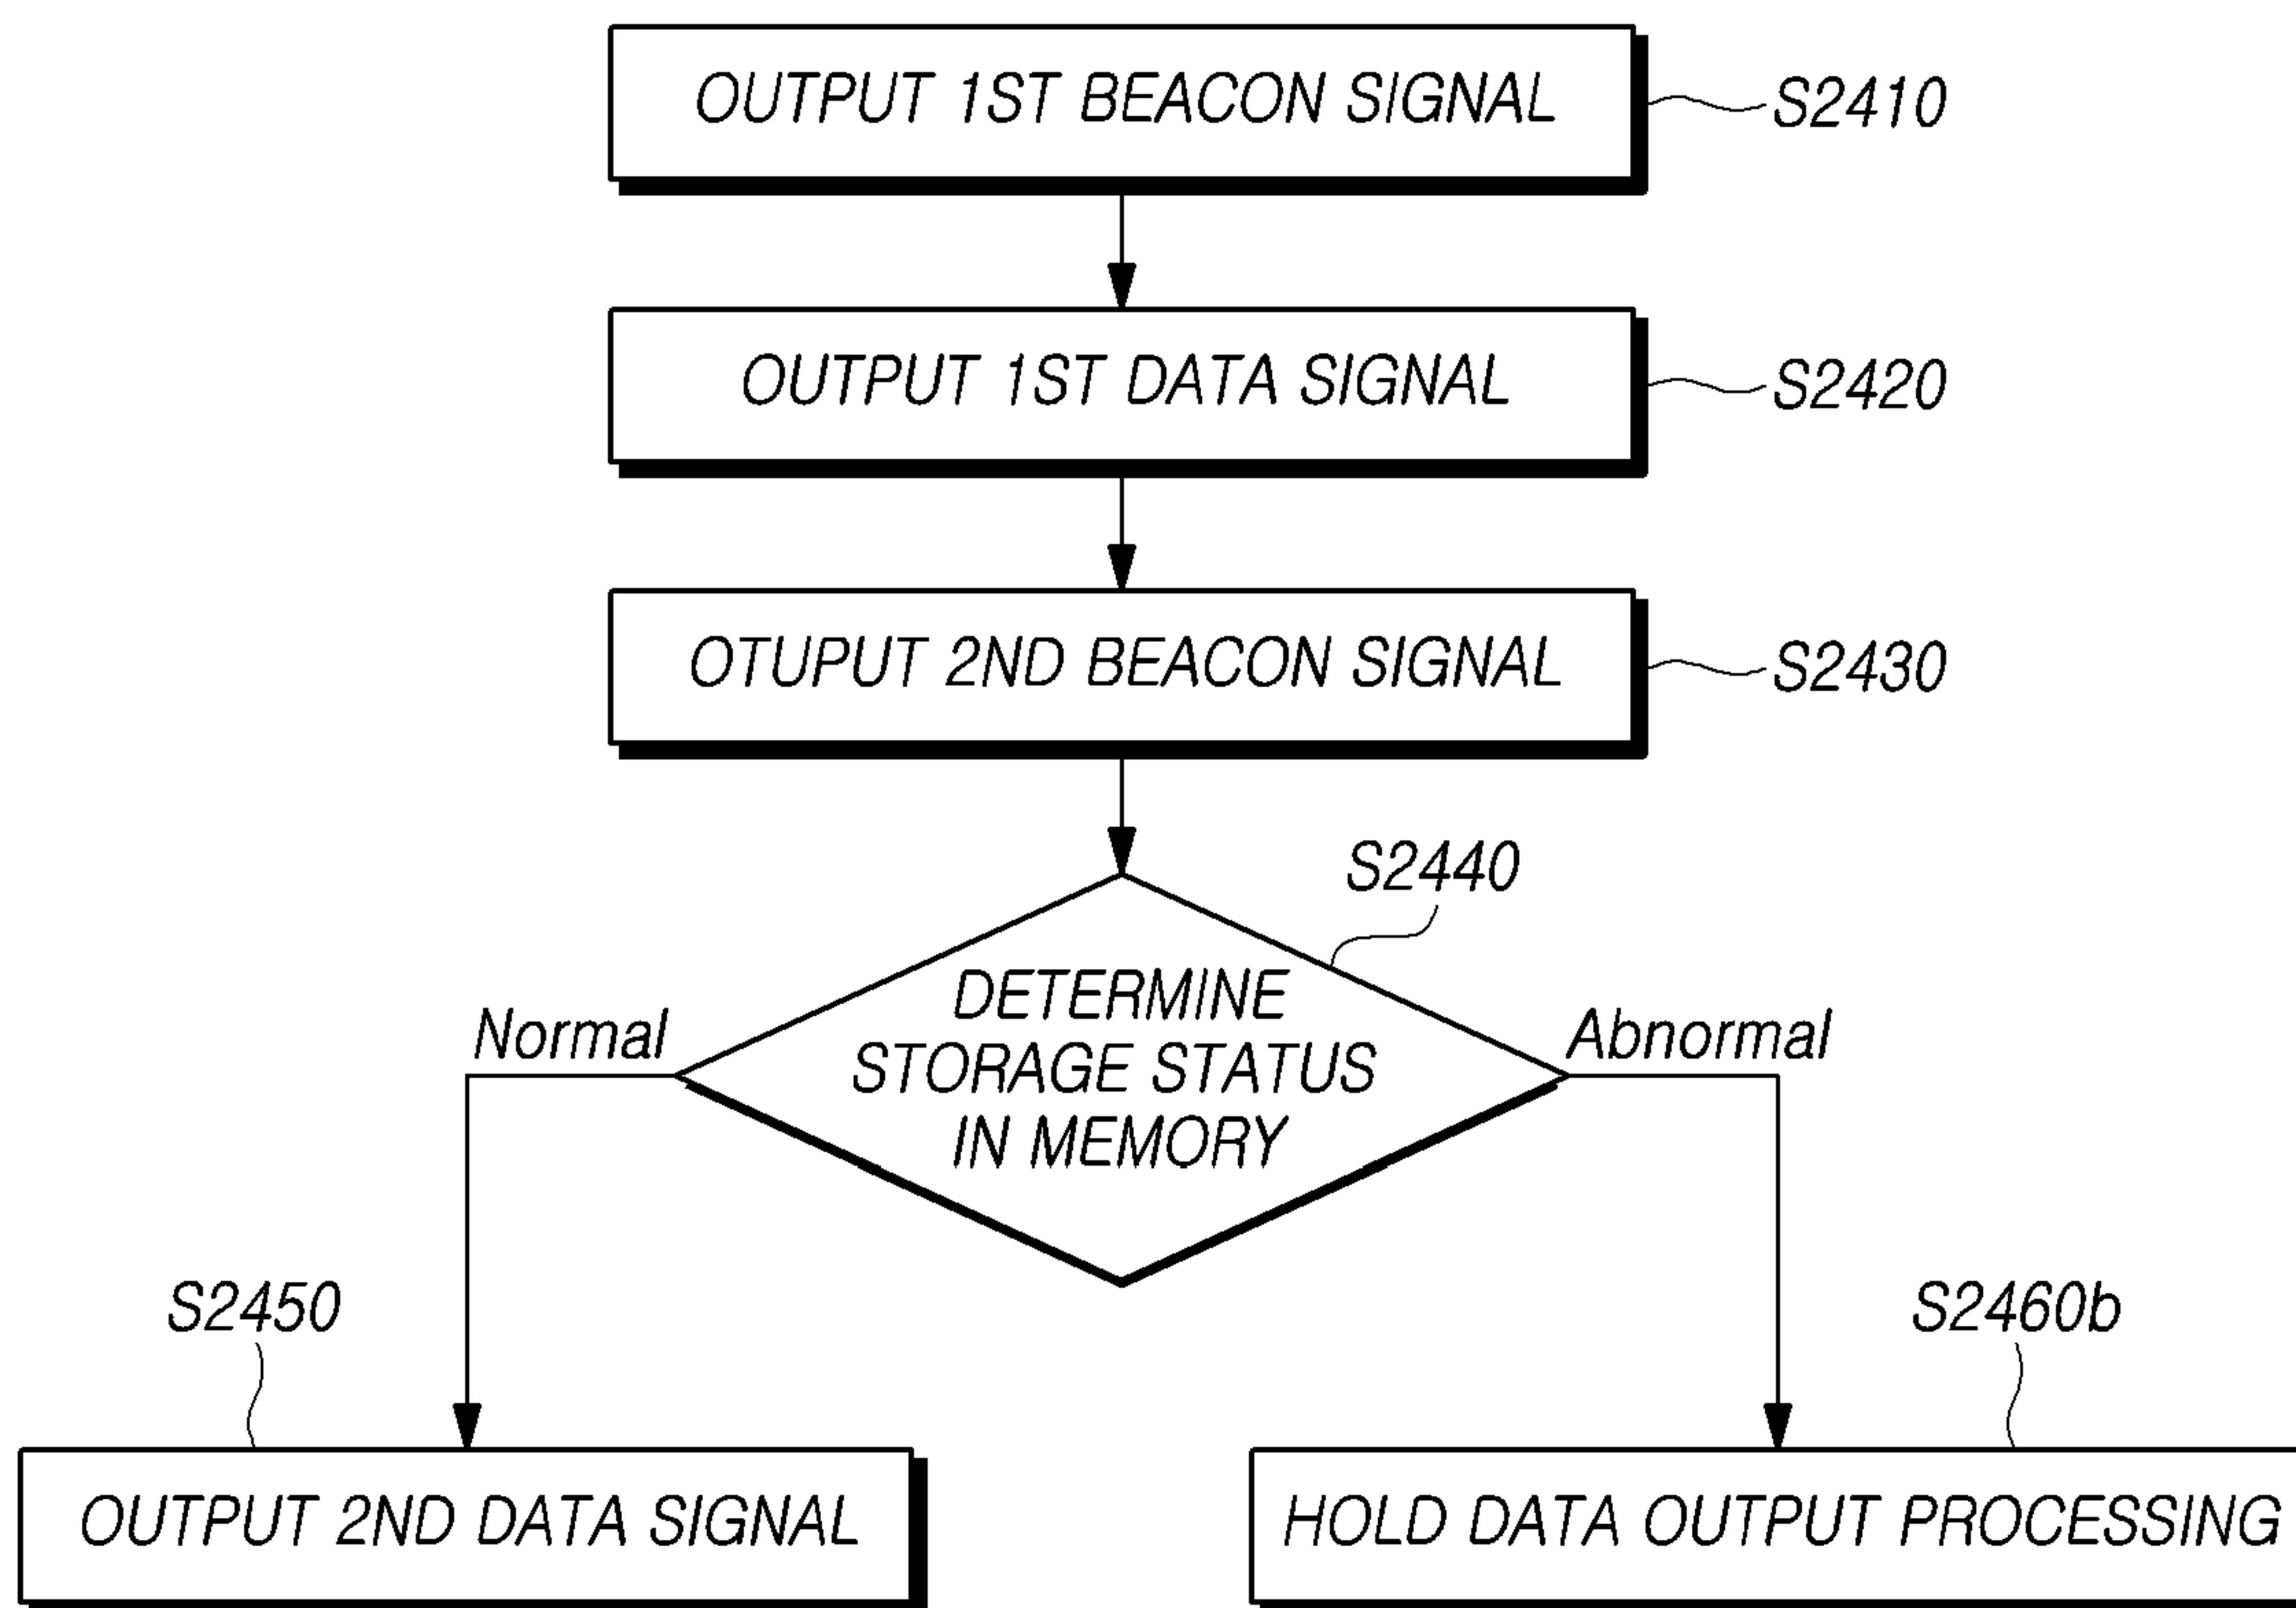 OUTPUT 1ST BEACON SIGNAL
S2410
OUTPUT 1ST DATA SIGNAL
S2420
OTUPUT 2ND BEACON SIGNAL
S2430
S2440
DETERMINE
STORAGE STATUS
IN MEMORY
Normal
Abnormal
S2450
S2460b
OUTPUT 2ND DATA SIGNAL
HOLD DATA OUTPUT PROCESSING